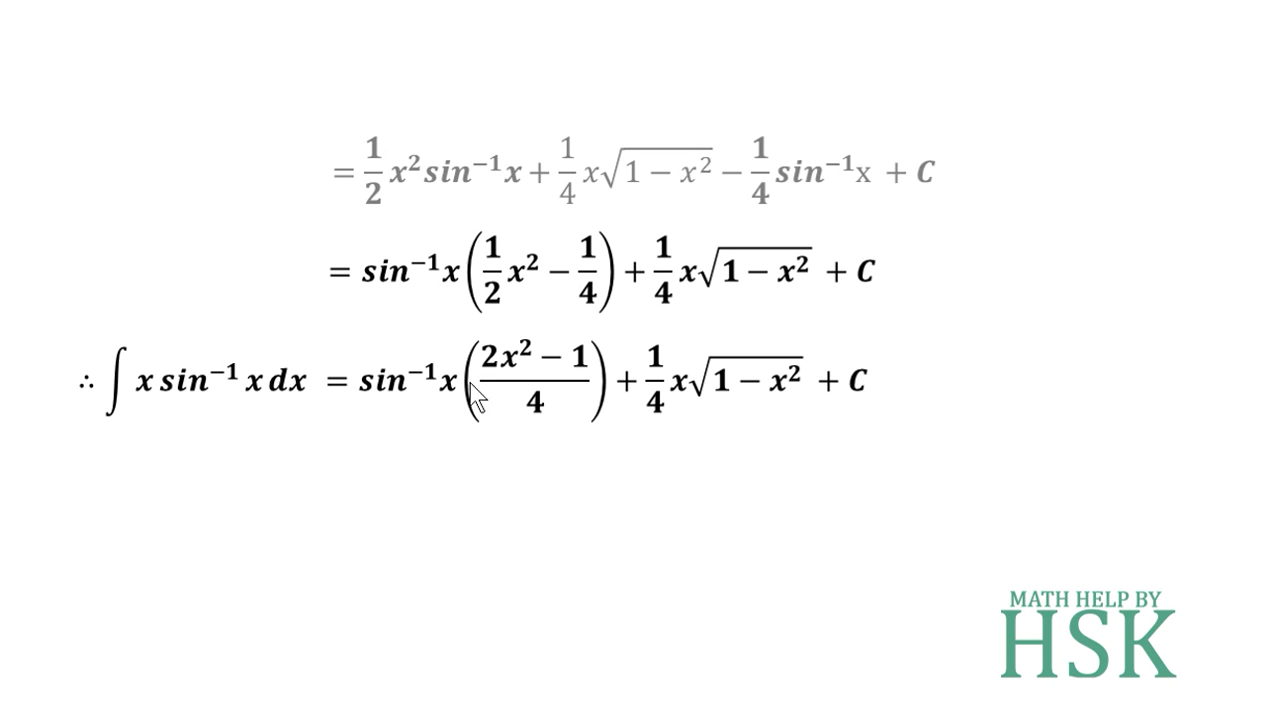 = 1/2 x² sin⁻¹x + 1/4 x√(1 − x²) − 1/4 sin⁻¹x + C
= sin⁻¹x (1/2 x² − 1/4) + 1/4 x√(1 − x²) + C
∴ ∫ x sin⁻¹ x dx = sin⁻¹x ((2x² − 1)/4) + 1/4 x√(1 − x²) + C
MATH HELP BY
HSK